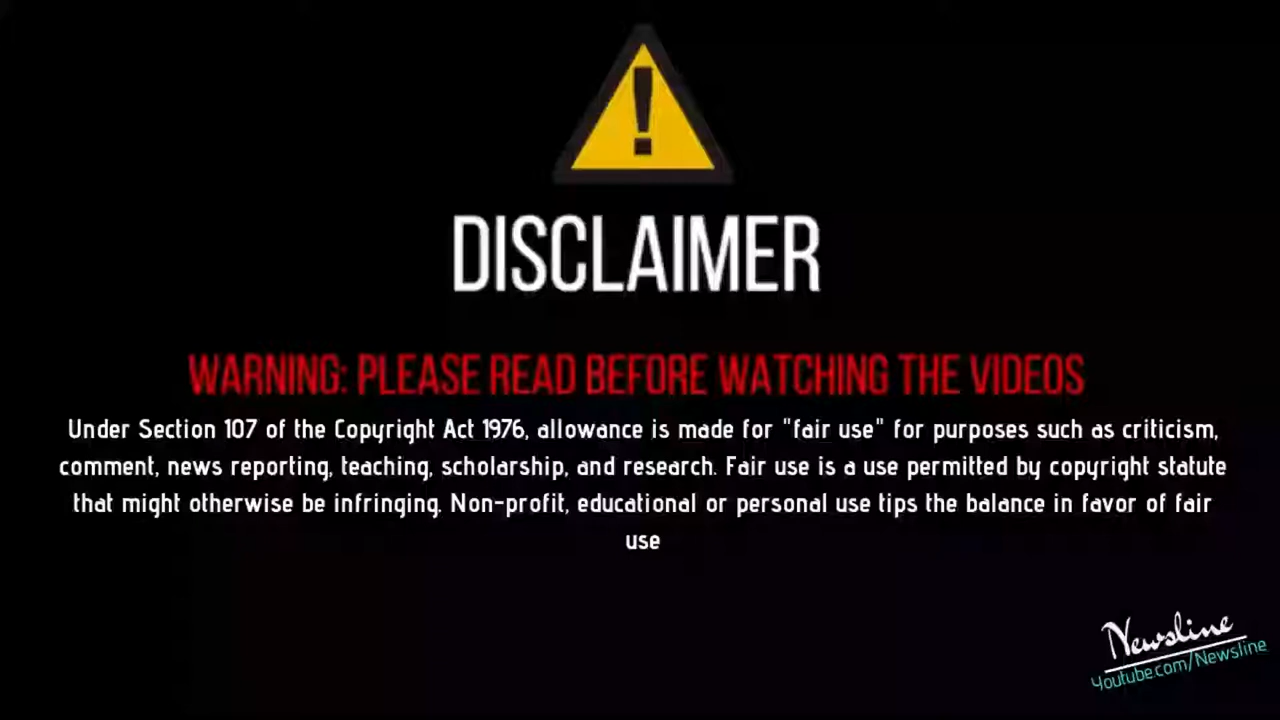 DISCLAIMER
WARNING: PLEASE READ BEFORE WATCHING THE VIDEOS
Under Section 107 of the Copyright Act 1976, allowance is made for "fair use" for purposes such as criticism,
comment, news reporting, teaching, scholarship, and research. Fair use is a use permitted by copyright statute
that might otherwise be infringing. Non-profit, educational or personal use tips the balance in favor of fair
use
Newsline
Youtube.com/Newsline